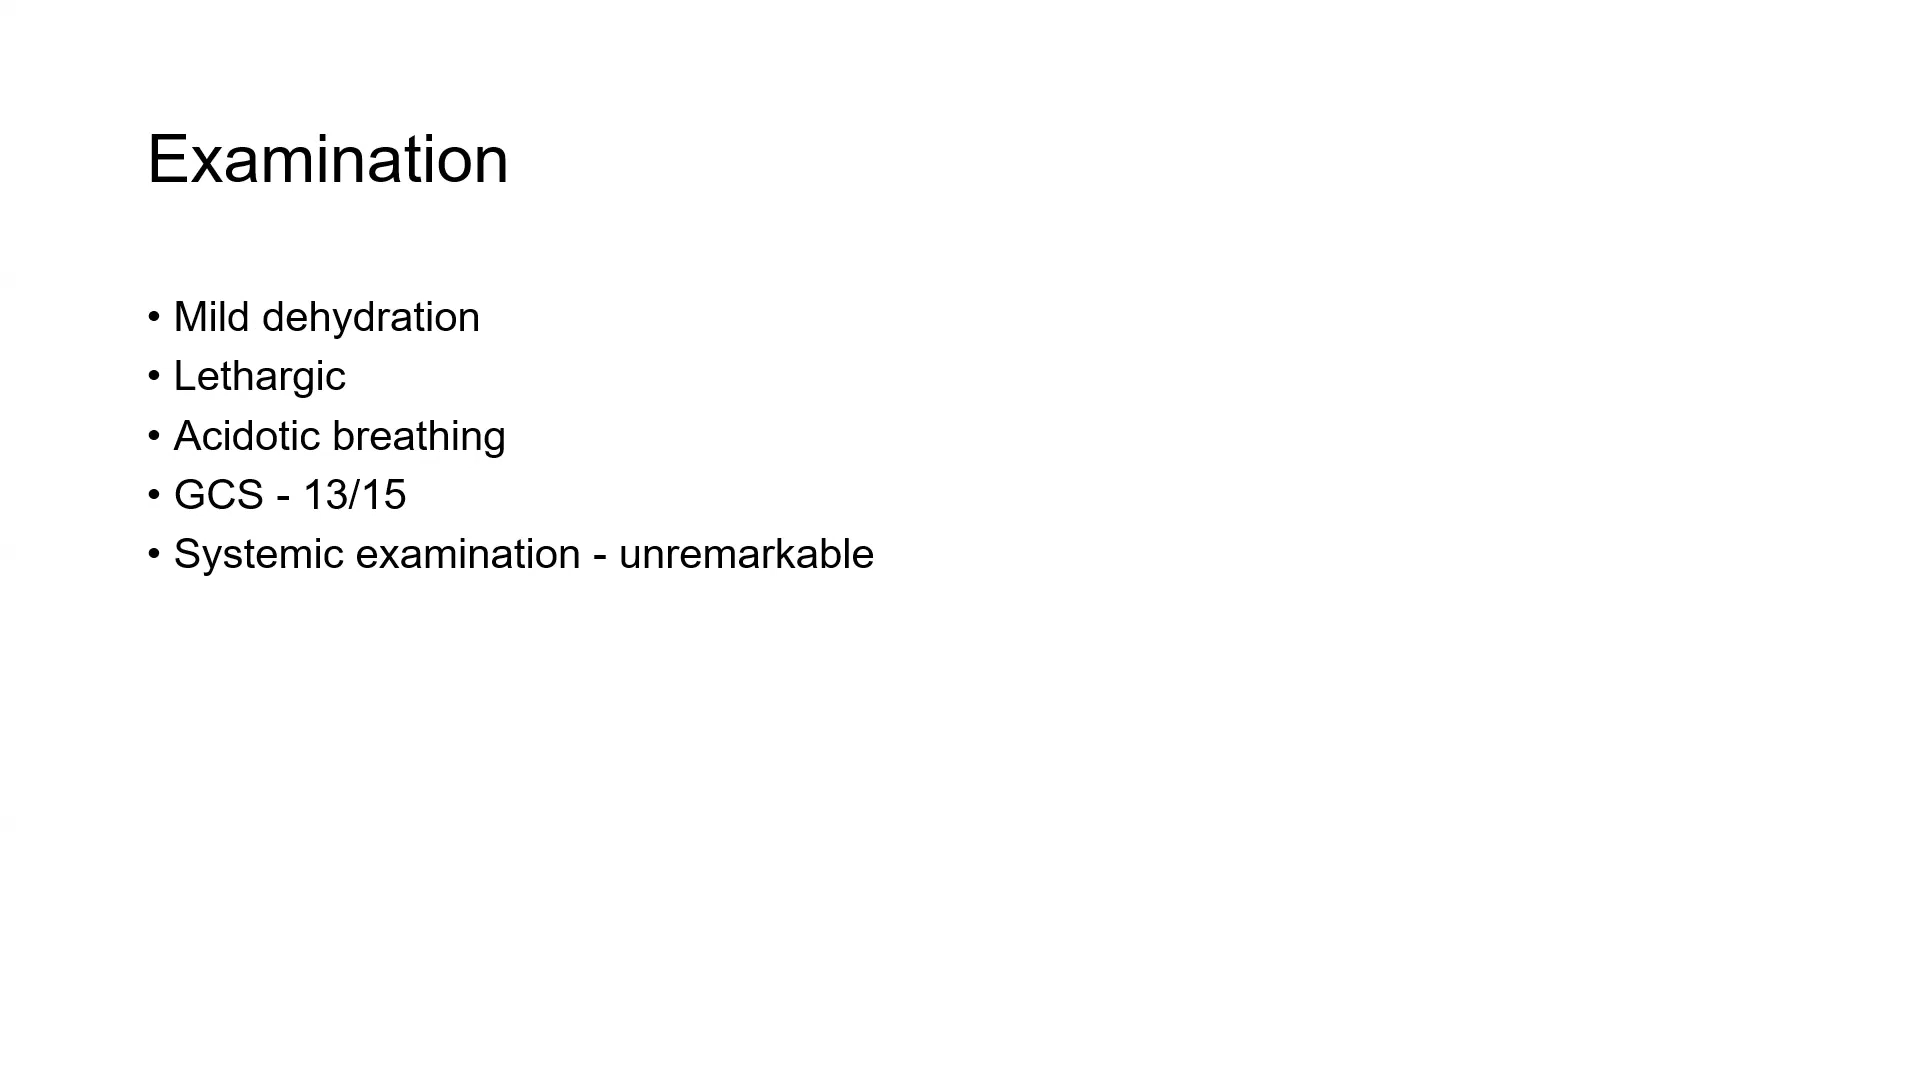 Examination
• Mild dehydration
• Lethargic
• Acidotic breathing
• GCS - 13/15
• Systemic examination - unremarkable